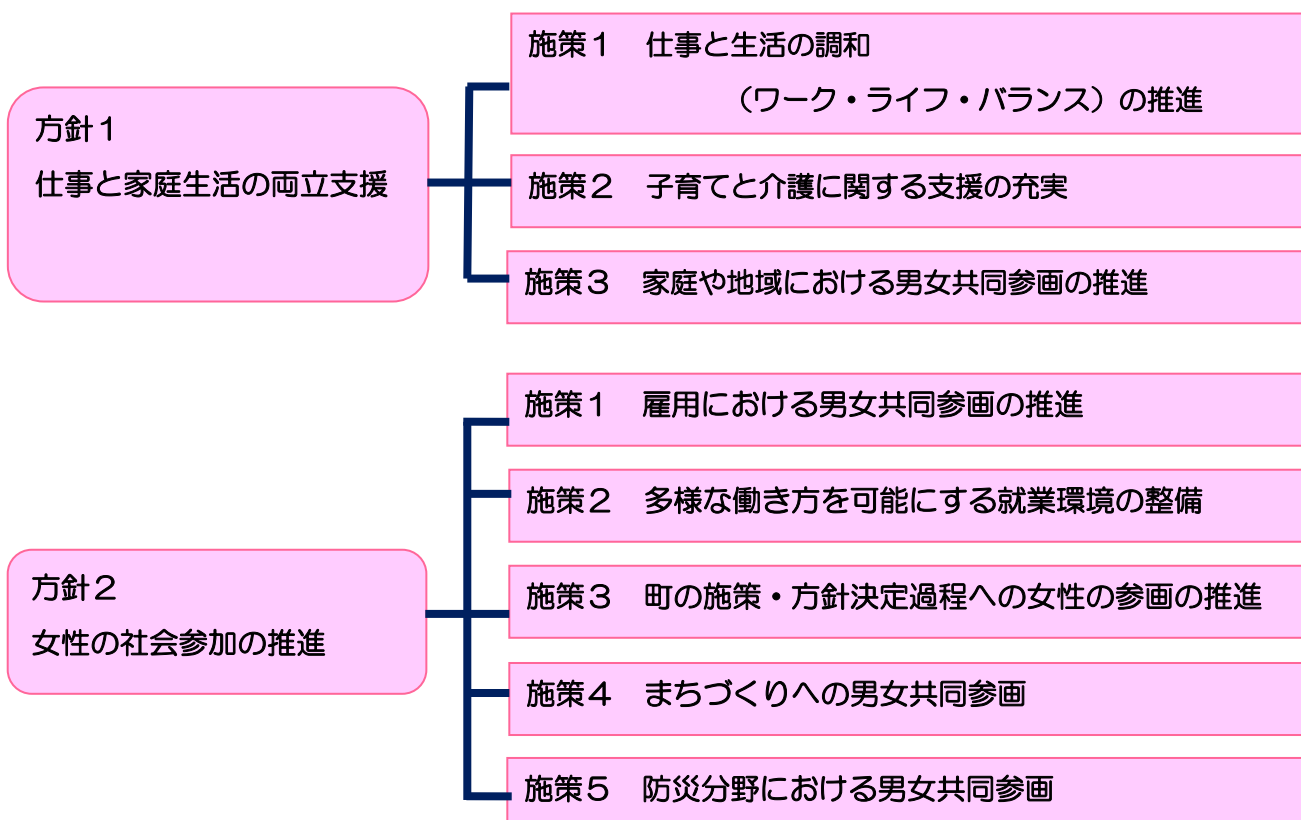 方針1
仕事と家庭生活の両立支援
施策1　仕事と生活の調和
（ワーク・ライフ・バランス）の推進
施策2　子育てと介護に関する支援の充実
施策3　家庭や地域における男女共同参画の推進
方針2
女性の社会参加の推進
施策1　雇用における男女共同参画の推進
施策2　多様な働き方を可能にする就業環境の整備
施策3　町の施策・方針決定過程への女性の参画の推進
施策4　まちづくりへの男女共同参画
施策5　防災分野における男女共同参画